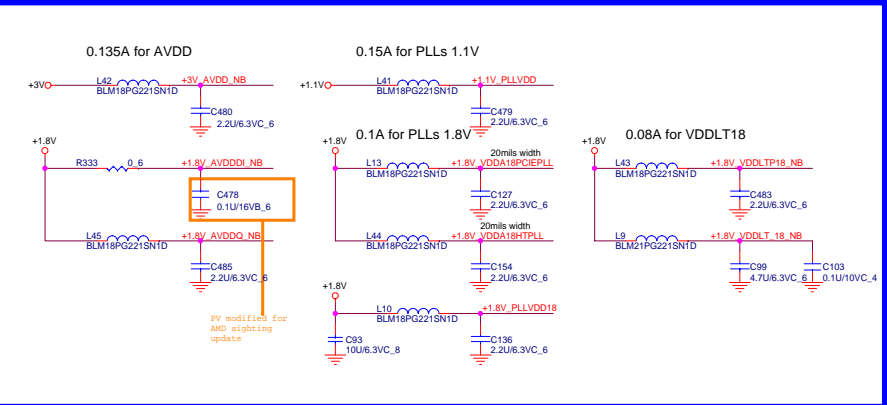 0.135A for AVDD
+3VO
L42
+3V_AVDD_NB
BLM18PG221SN1D
C480
2.2U/6.3VC_6
+1.8V
R333
0_6
+1.8V_AVDDDI_NB
C478
0.1U/16VB_6
L45
+1.8V_AVDDQ_NB
BLM18PG221SN1D
C485
2.2U/6.3VC_6
PV modified for
AMD sighting
update
0.15A for PLLs 1.1V
+1.1V
L41
+1.1V_PLLVDD
BLM18PG221SN1D
C479
2.2U/6.3VC_6
0.1A for PLLs 1.8V
+1.8V
20mils width
L13
+1.8V_VDDA18PCIEPLL
BLM18PG221SN1D
C127
2.2U/6.3VC_6
20mils width
L44
+1.8V_VDDA18HTPLL
BLM18PG221SN1D
C154
2.2U/6.3VC_6
+1.8V
L10
+1.8V_PLLVDD18
BLM18PG221SN1D
C93
10U/6.3VC_8
C136
2.2U/6.3VC_6
0.08A for VDDLT18
+1.8V
L43
+1.8V_VDDLTP18_NB
BLM18PG221SN1D
C483
2.2U/6.3VC_6
L9
+1.8V_VDDLT_18_NB
BLM21PG221SN1D
C99
4.7U/6.3VC_6
C103
0.1U/10VC_4